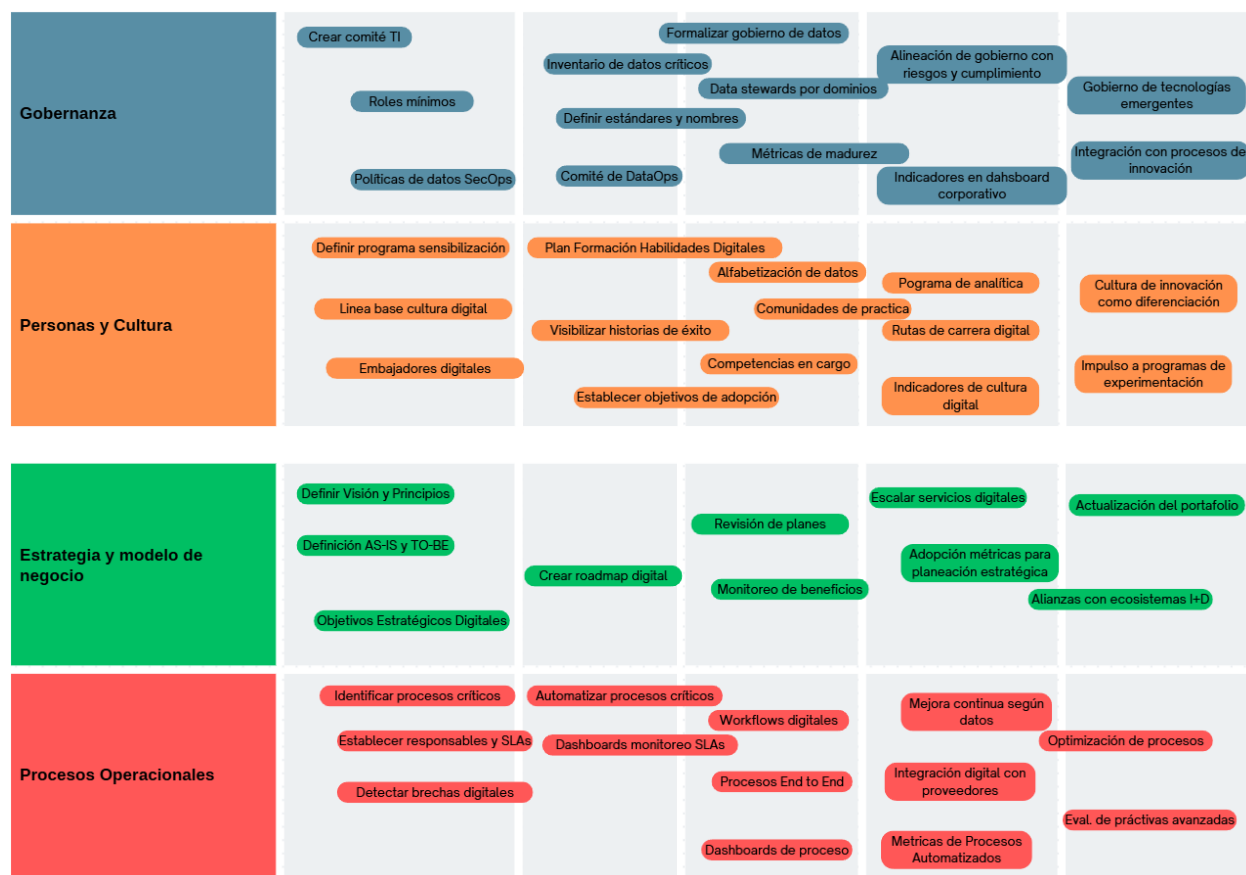 Gobernanza
Crear comité TI
Roles mínimos
Políticas de datos SecOps
Formalizar gobierno de datos
Inventario de datos críticos
Data stewards por dominios
Definir estándares y nombres
Métricas de madurez
Comité de DataOps
Alineación de gobierno con
riesgos y cumplimiento
Indicadores en dahsboard
corporativo
Gobierno de tecnologías
emergentes
Integración con procesos de
innovación
Personas y Cultura
Definir programa sensibilización
Linea base cultura digital
Embajadores digitales
Plan Formación Habilidades Digitales
Alfabetización de datos
Comunidades de practica
Visibilizar historias de éxito
Competencias en cargo
Establecer objetivos de adopción
Pograma de analítica
Rutas de carrera digital
Indicadores de cultura
digital
Cultura de innovación
como diferenciación
Impulso a programas de
experimentación
Estrategia y modelo de
negocio
Definir Visión y Principios
Definición AS-IS y TO-BE
Objetivos Estratégicos Digitales
Crear roadmap digital
Revisión de planes
Monitoreo de beneficios
Escalar servicios digitales
Adopción métricas para
planeación estratégica
Actualización del portafolio
Alianzas con ecosistemas I+D
Procesos Operacionales
Identificar procesos críticos
Establecer responsables y SLAs
Detectar brechas digitales
Automatizar procesos críticos
Dashboards monitoreo SLAs
Workflows digitales
Procesos End to End
Dashboards de proceso
Mejora continua según
datos
Integración digital con
proveedores
Metricas de Procesos
Automatizados
Optimización de procesos
Eval. de práctivas avanzadas